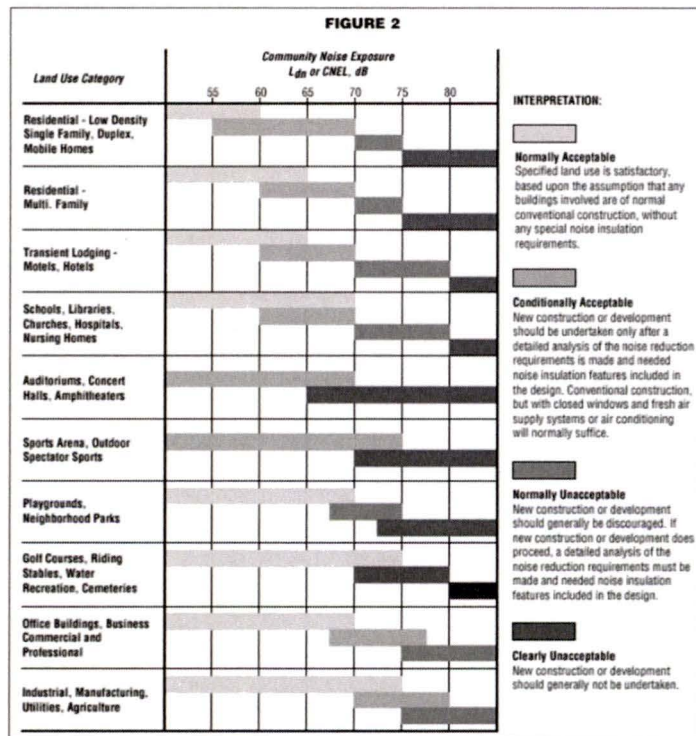 FIGURE 2
Community Noise Exposure
Ldn or CNEL, dB
Land Use Category
55 60 65 70 75 80
Residential - Low Density
Single Family, Duplex,
Mobile Homes
Residential -
Multi. Family
Transient Lodging -
Motels, Hotels
Schools, Libraries,
Churches, Hospitals,
Nursing Homes
Auditoriums, Concert
Halls, Amphitheaters
Sports Arena, Outdoor
Spectator Sports
Playgrounds,
Neighborhood Parks
Golf Courses, Riding
Stables, Water
Recreation, Cemeteries
Office Buildings, Business
Commercial and
Professional
Industrial, Manufacturing,
Utilities, Agriculture
INTERPRETATION:
Normally Acceptable
Specified land use is satisfactory,
based upon the assumption that any
buildings involved are of normal
conventional construction, without
any special noise insulation
requirements.
Conditionally Acceptable
New construction or development
should be undertaken only after a
detailed analysis of the noise reduction
requirements is made and needed
noise insulation features included in
the design. Conventional construction,
but with closed windows and fresh air
supply systems or air conditioning
will normally suffice.
Normally Unacceptable
New construction or development
should generally be discouraged. If
new construction or development does
proceed, a detailed analysis of the
noise reduction requirements must be
made and needed noise insulation
features included in the design.
Clearly Unacceptable
New construction or development
should generally not be undertaken.